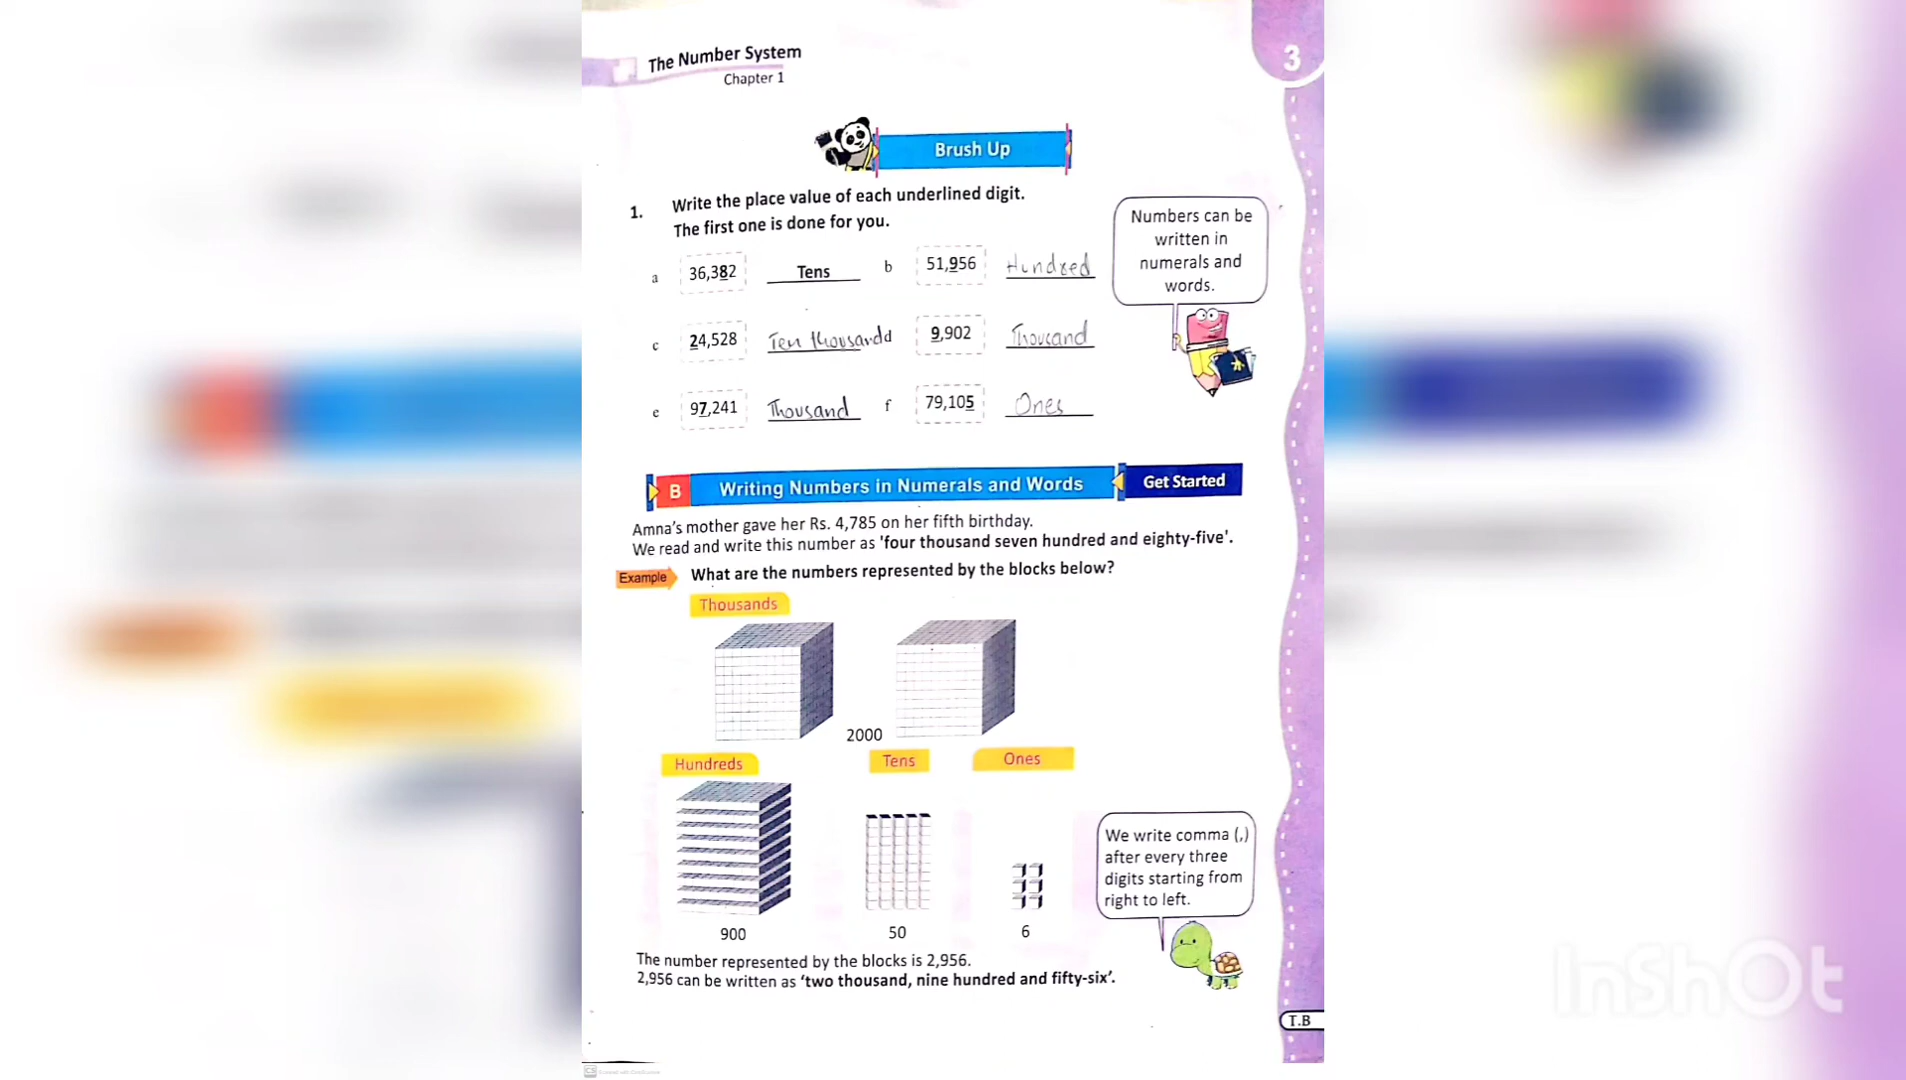 The Number System
Chapter 1
3
Brush Up
1. Write the place value of each underlined digit.
The first one is done for you.
a 36,382 Tens b 51,956 Hundred
c 24,528 Ten thousand d 9,902 Thoucand
e 97,241 Thousand f 79,105 Ones
Numbers can be
written in
numerals and
words.
B Writing Numbers in Numerals and Words Get Started
Amna's mother gave her Rs. 4,785 on her fifth birthday.
We read and write this number as 'four thousand seven hundred and eighty-five'.
Example What are the numbers represented by the blocks below?
Thousands
2000
Hundreds Tens Ones
900 50 6
We write comma (,)
after every three
digits starting from
right to left.
The number represented by the blocks is 2,956.
2,956 can be written as 'two thousand, nine hundred and fifty-six'.
T.B
InShOt
CS Scanned with CamScanner